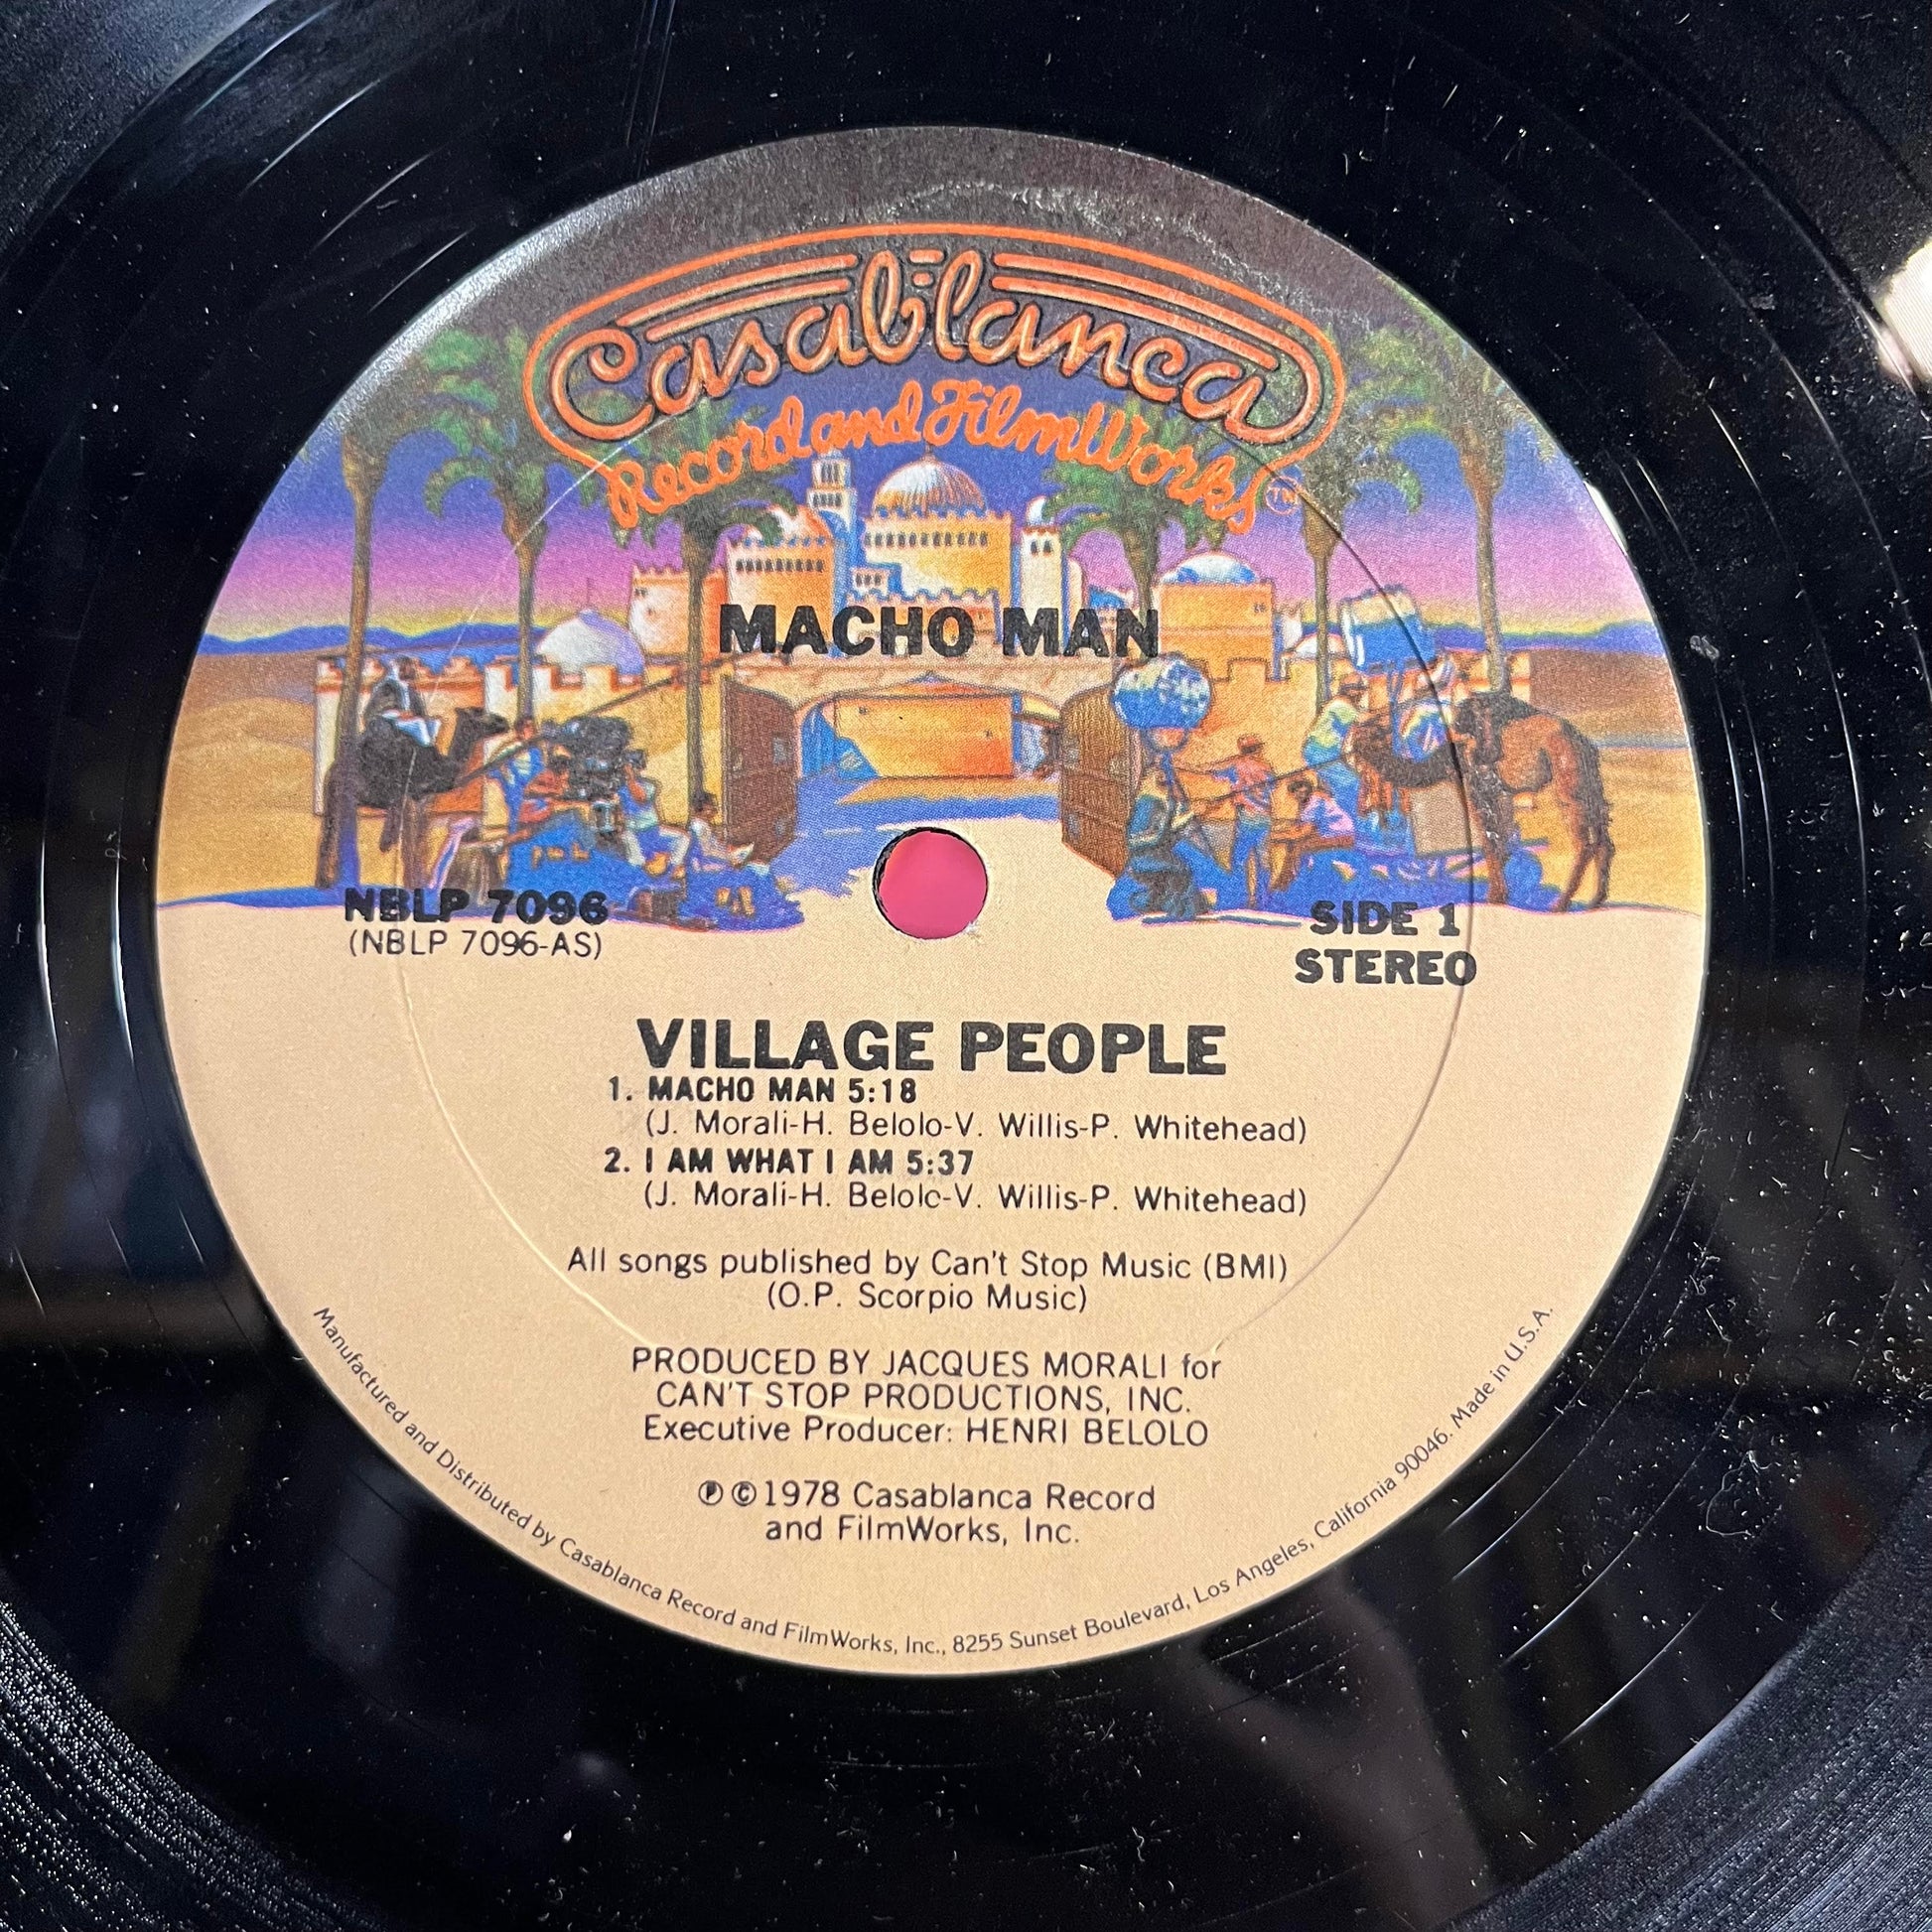 Casablanca
Record and FilmWorks
TM
MACHO MAN
NBLP 7096
(NBLP 7096-AS)
SIDE 1
STEREO
VILLAGE PEOPLE
1. MACHO MAN 5:18
(J. Morali-H. Belolo-V. Willis-P. Whitehead)
2. I AM WHAT I AM 5:37
(J. Morali-H. Belolo-V. Willis-P. Whitehead)
All songs published by Can't Stop Music (BMI)
(O.P. Scorpio Music)
PRODUCED BY JACQUES MORALI for
CAN'T STOP PRODUCTIONS, INC.
Executive Producer: HENRI BELOLO
℗ © 1978 Casablanca Record
and FilmWorks, Inc.
Manufactured and Distributed by Casablanca Record and FilmWorks, Inc., 8255 Sunset Boulevard, Los Angeles, California 90046. Made in U.S.A.